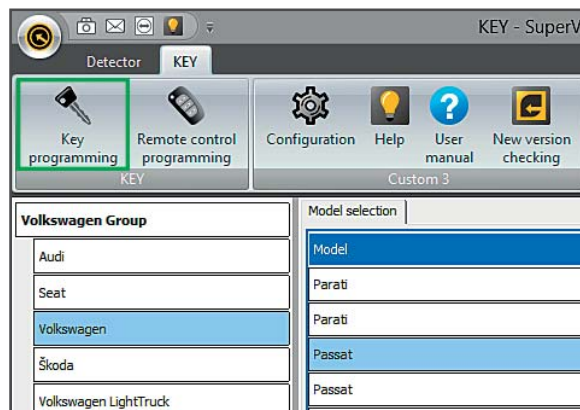 KEY - SuperV
Detector
KEY
Key
programming
Remote control
programming
Configuration
Help
User
manual
New version
checking
KEY
Custom 3
Volkswagen Group
Audi
Seat
Volkswagen
Škoda
Volkswagen LightTruck
Model selection
Model
Parati
Parati
Passat
Passat